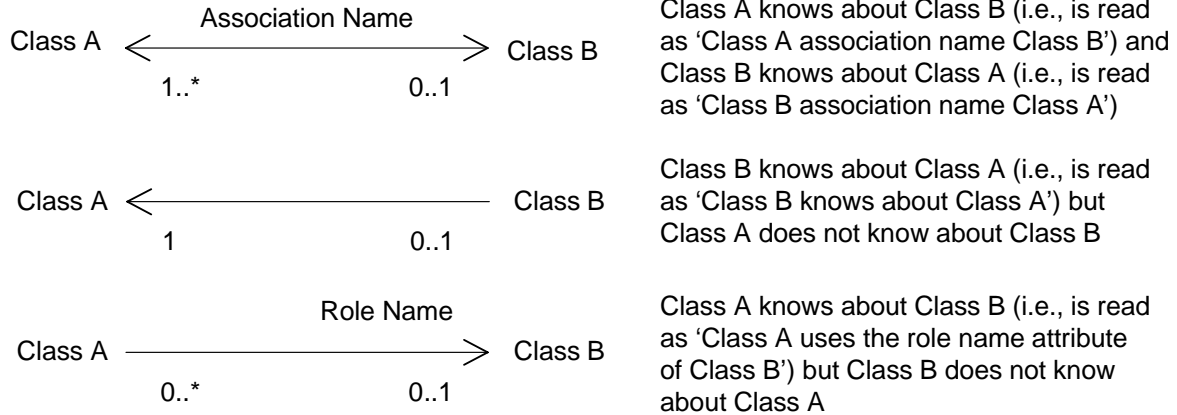 Association Name
Class A
Class B
1..*
0..1
Class A knows about Class B (i.e., is read
as ‘Class A association name Class B’) and
Class B knows about Class A (i.e., is read
as ‘Class B association name Class A’)
Class A
Class B
1
0..1
Class B knows about Class A (i.e., is read
as ‘Class B knows about Class A’) but
Class A does not know about Class B
Role Name
Class A
Class B
0..*
0..1
Class A knows about Class B (i.e., is read
as ‘Class A uses the role name attribute
of Class B’) but Class B does not know
about Class A